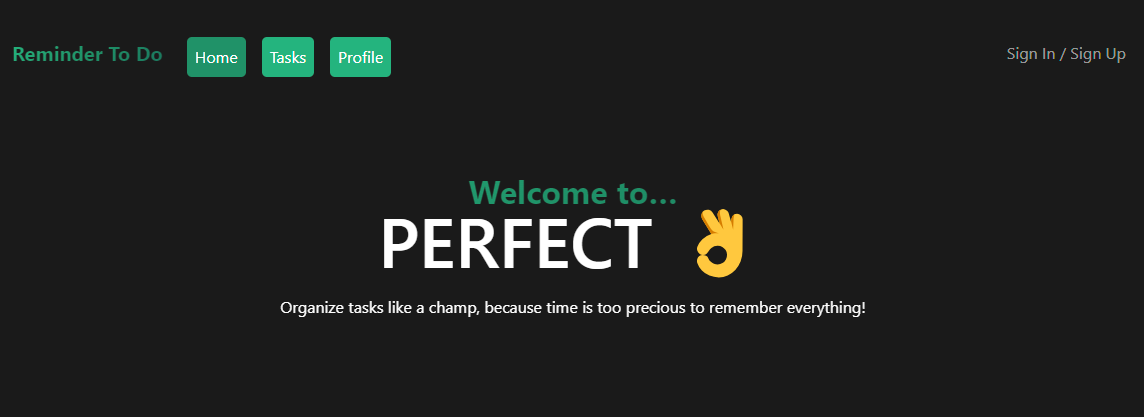 Reminder To Do
Home
Tasks
Profile
Sign In / Sign Up
Welcome to...
PERFECT 👌
Organize tasks like a champ, because time is too precious to remember everything!